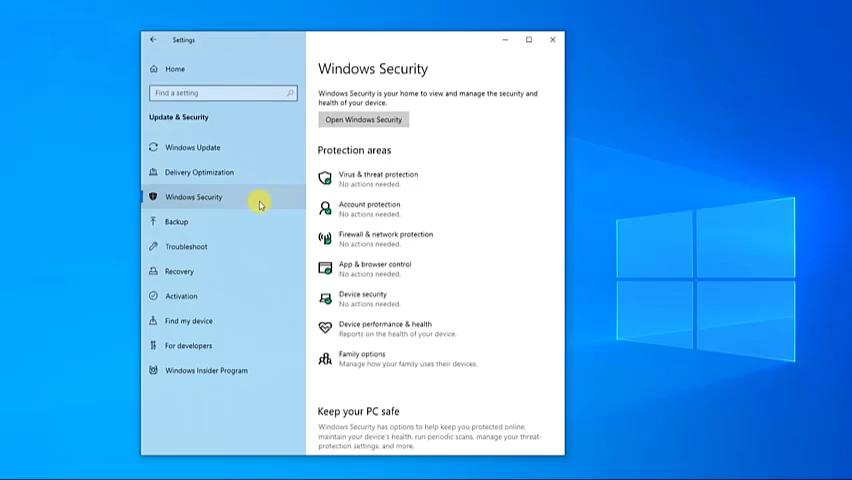 Settings
Home
Find a setting
Update & Security
Windows Update
Delivery Optimization
Windows Security
Backup
Troubleshoot
Recovery
Activation
Find my device
For developers
Windows Insider Program
Windows Security
Windows Security is your home to view and manage the security and
health of your device.
Open Windows Security
Protection areas
Virus & threat protection
No actions needed.
Account protection
No actions needed.
Firewall & network protection
No actions needed.
App & browser control
No actions needed.
Device security
No actions needed.
Device performance & health
Reports on the health of your device.
Family options
Manage how your family uses their devices.
Keep your PC safe
Windows Security has options to help keep you protected online,
maintain your device's health, run periodic scans, manage your threat-
protection settings, and more.